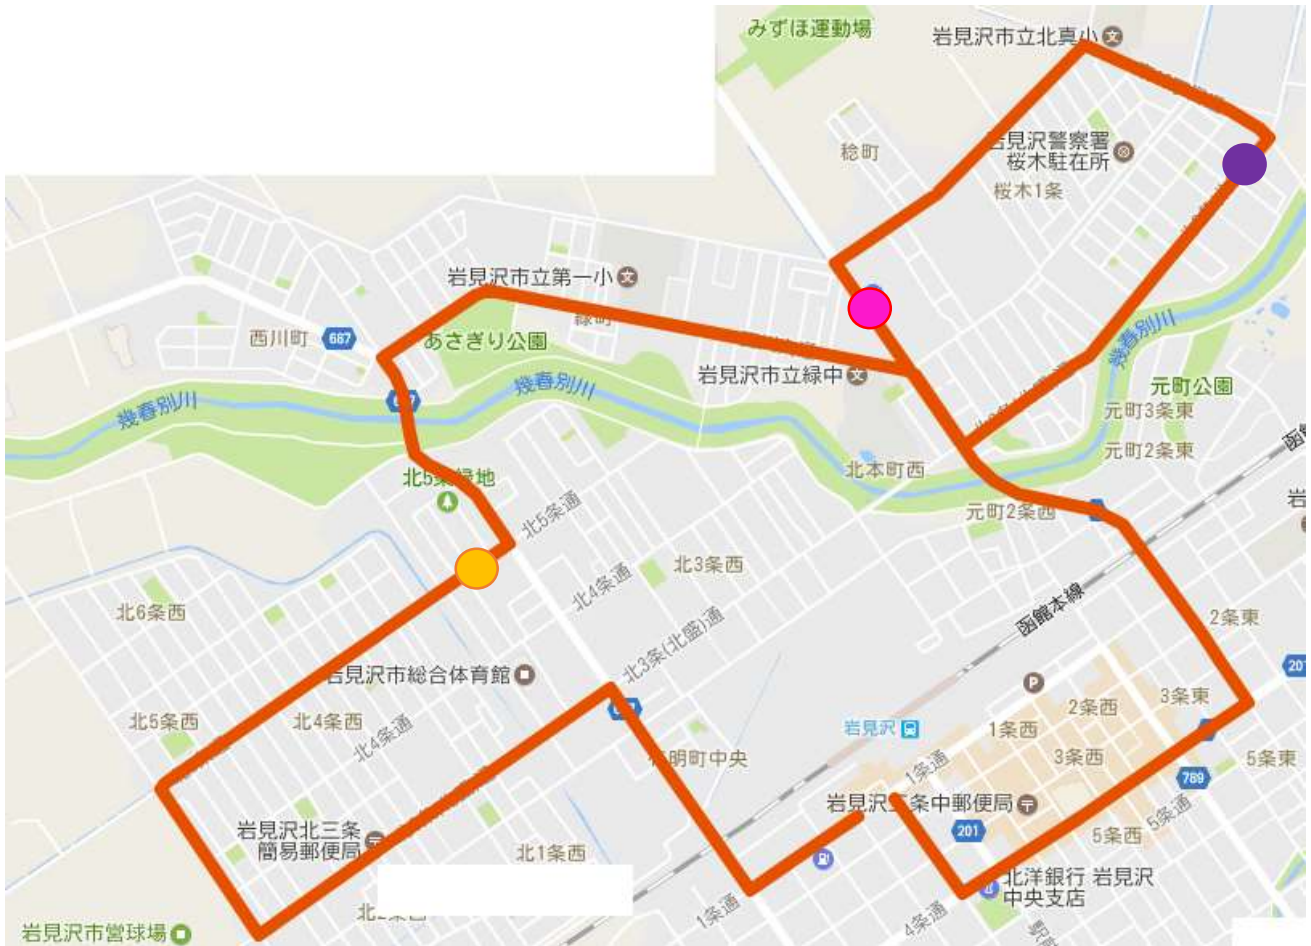 みずほ運動場
岩見沢市立北真小
稔町
岩見沢警察署
桜木駐在所
桜木1条
岩見沢市立第一小
緑町
西川町
687
あさぎり公園
岩見沢市立緑中
幾春別川
幾春別川
幾春別川
元町公園
元町3条東
元町2条東
北本町西
元町2条西
北5条緑地
北5条通
北4条通
北3条西
北3条(北盛)通
函館本線
2条東
北6条西
岩見沢市総合体育館
P
3条東
2条西
1条西
3条西
5条東
北5条西
北4条西
北4条通
岩見沢
1条通
789
岩見沢三条中郵便局
201
5条西
5条通
岩見沢北三条
簡易郵便局
北1条西
北洋銀行 岩見沢
中央支店
1条通
4条通
岩見沢市営球場